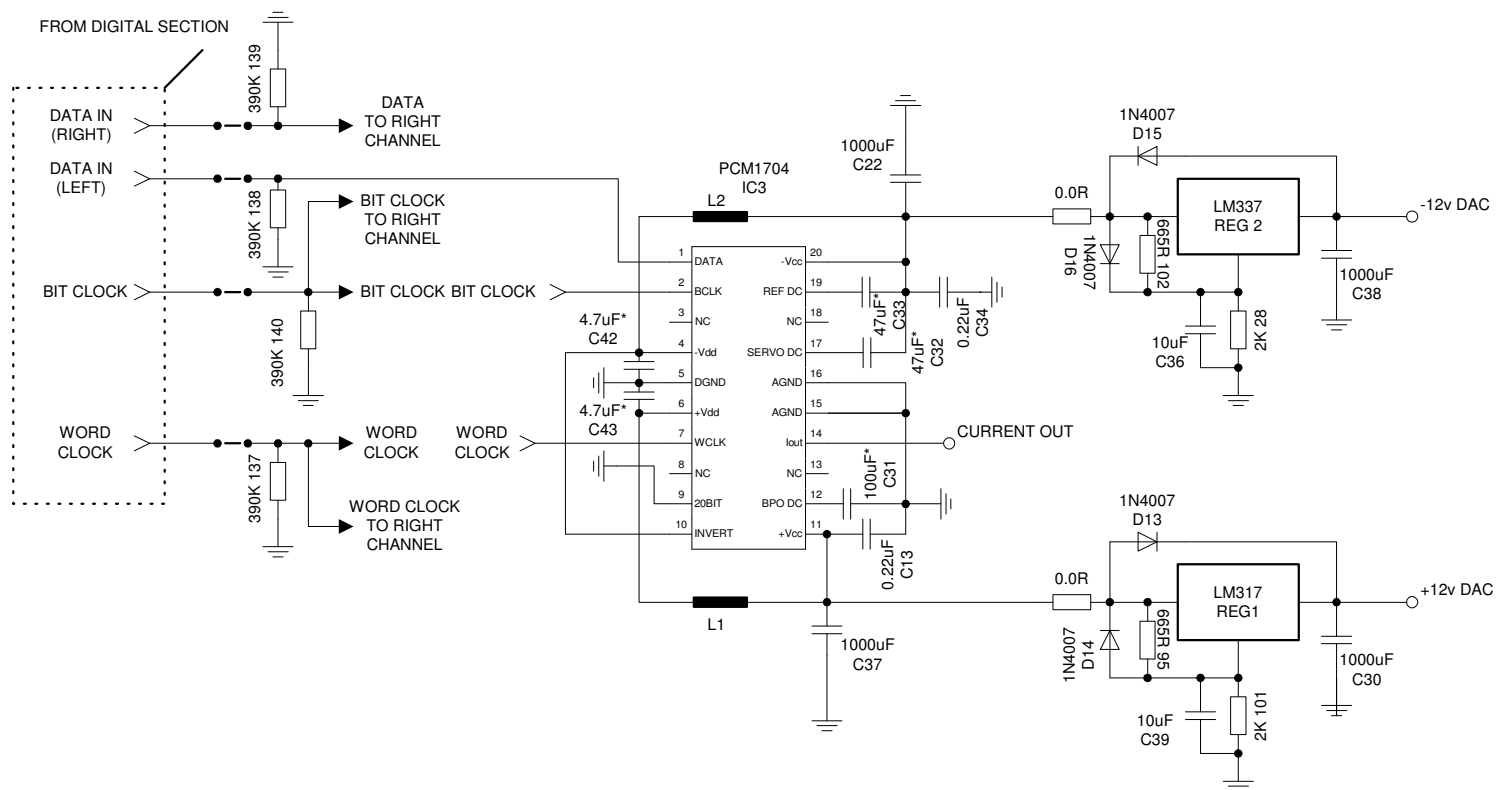 FROM DIGITAL SECTION
390K 139
DATA IN
(RIGHT)
DATA
TO RIGHT
CHANNEL
DATA IN
(LEFT)
390K 138
BIT CLOCK
TO RIGHT
CHANNEL
BIT CLOCK
BIT CLOCK
BIT CLOCK
390K 140
WORD
CLOCK
WORD
CLOCK
WORD
CLOCK
390K 137
WORD CLOCK
TO RIGHT
CHANNEL
PCM1704
IC3
L2
1
DATA
2
BCLK
3
NC
4
-Vdd
5
DGND
6
+Vdd
7
WCLK
8
NC
9
20BIT
10
INVERT
20
-Vcc
19
REF DC
18
NC
17
SERVO DC
16
AGND
15
AGND
14
Iout
13
NC
12
BPO DC
11
+Vcc
4.7uF*
C42
4.7uF*
C43
1000uF
C22
47uF*
C33
47uF*
C32
0.22uF
C34
CURRENT OUT
100uF*
C31
0.22uF
C13
L1
1000uF
C37
1N4007
D15
0.0R
LM337
REG 2
-12v DAC
1N4007
D16
665R 102
1000uF
C38
10uF
C36
2K 28
1N4007
D13
0.0R
LM317
REG1
+12v DAC
1N4007
D14
665R 95
1000uF
C30
10uF
C39
2K 101